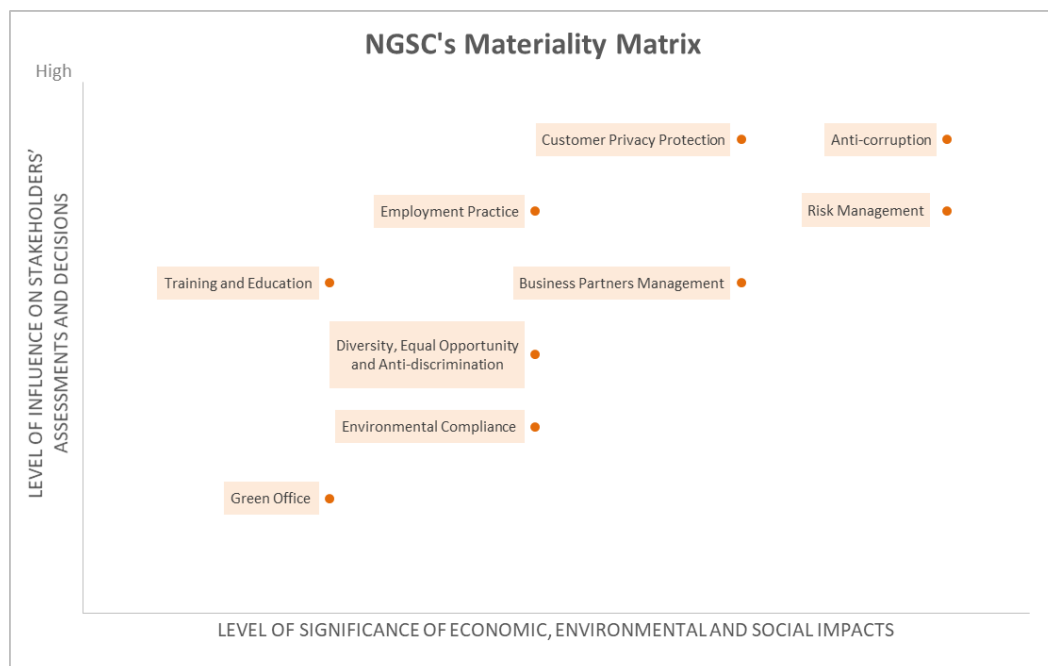 NGSC's Materiality Matrix
High
LEVEL OF INFLUENCE ON STAKEHOLDERS'
ASSESSMENTS AND DECISIONS
Customer Privacy Protection
Anti-corruption
Employment Practice
Risk Management
Training and Education
Business Partners Management
Diversity, Equal Opportunity
and Anti-discrimination
Environmental Compliance
Green Office
LEVEL OF SIGNIFICANCE OF ECONOMIC, ENVIRONMENTAL AND SOCIAL IMPACTS